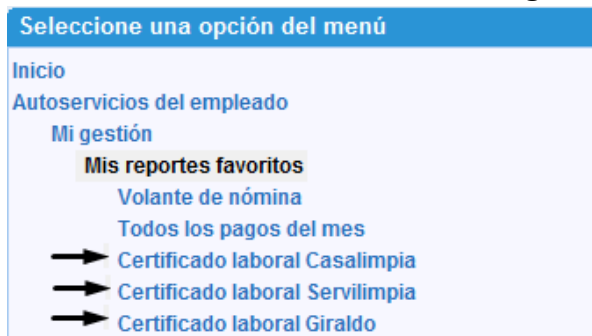 Seleccione una opción del menú
Inicio
Autoservicios del empleado
Mi gestión
Mis reportes favoritos
Volante de nómina
Todos los pagos del mes
Certificado laboral Casalimpia
Certificado laboral Servilimpia
Certificado laboral Giraldo